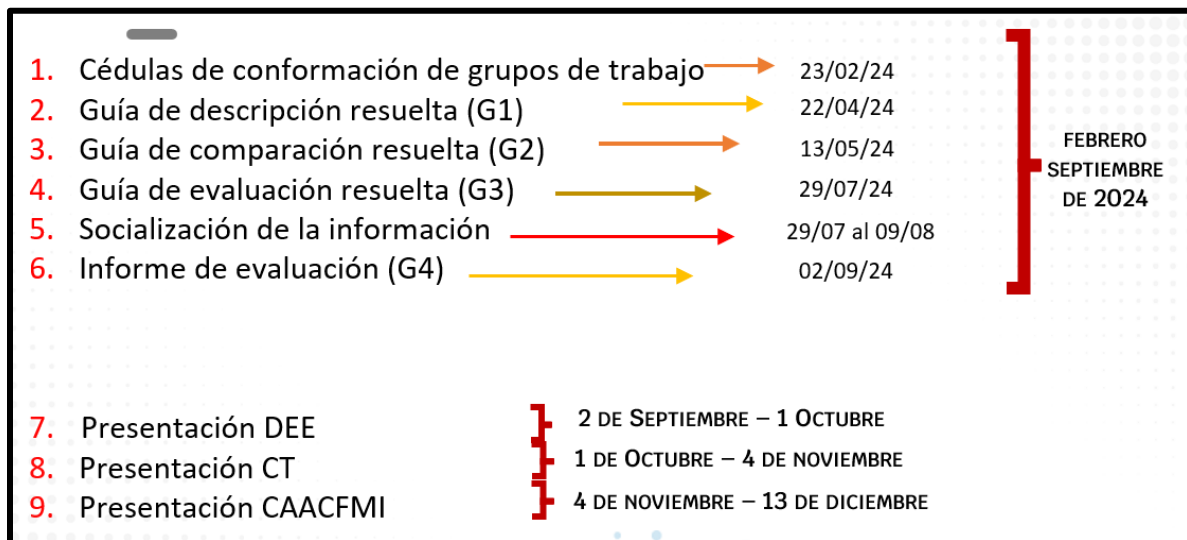 1. Cédulas de conformación de grupos de trabajo 23/02/24
2. Guía de descripción resuelta (G1) 22/04/24
3. Guía de comparación resuelta (G2) 13/05/24
4. Guía de evaluación resuelta (G3) 29/07/24
5. Socialización de la información 29/07 al 09/08
6. Informe de evaluación (G4) 02/09/24
FEBRERO
SEPTIEMBRE
DE 2024
7. Presentación DEE 2 DE SEPTIEMBRE – 1 OCTUBRE
8. Presentación CT 1 DE OCTUBRE – 4 DE NOVIEMBRE
9. Presentación CAACFMI 4 DE NOVIEMBRE – 13 DE DICIEMBRE